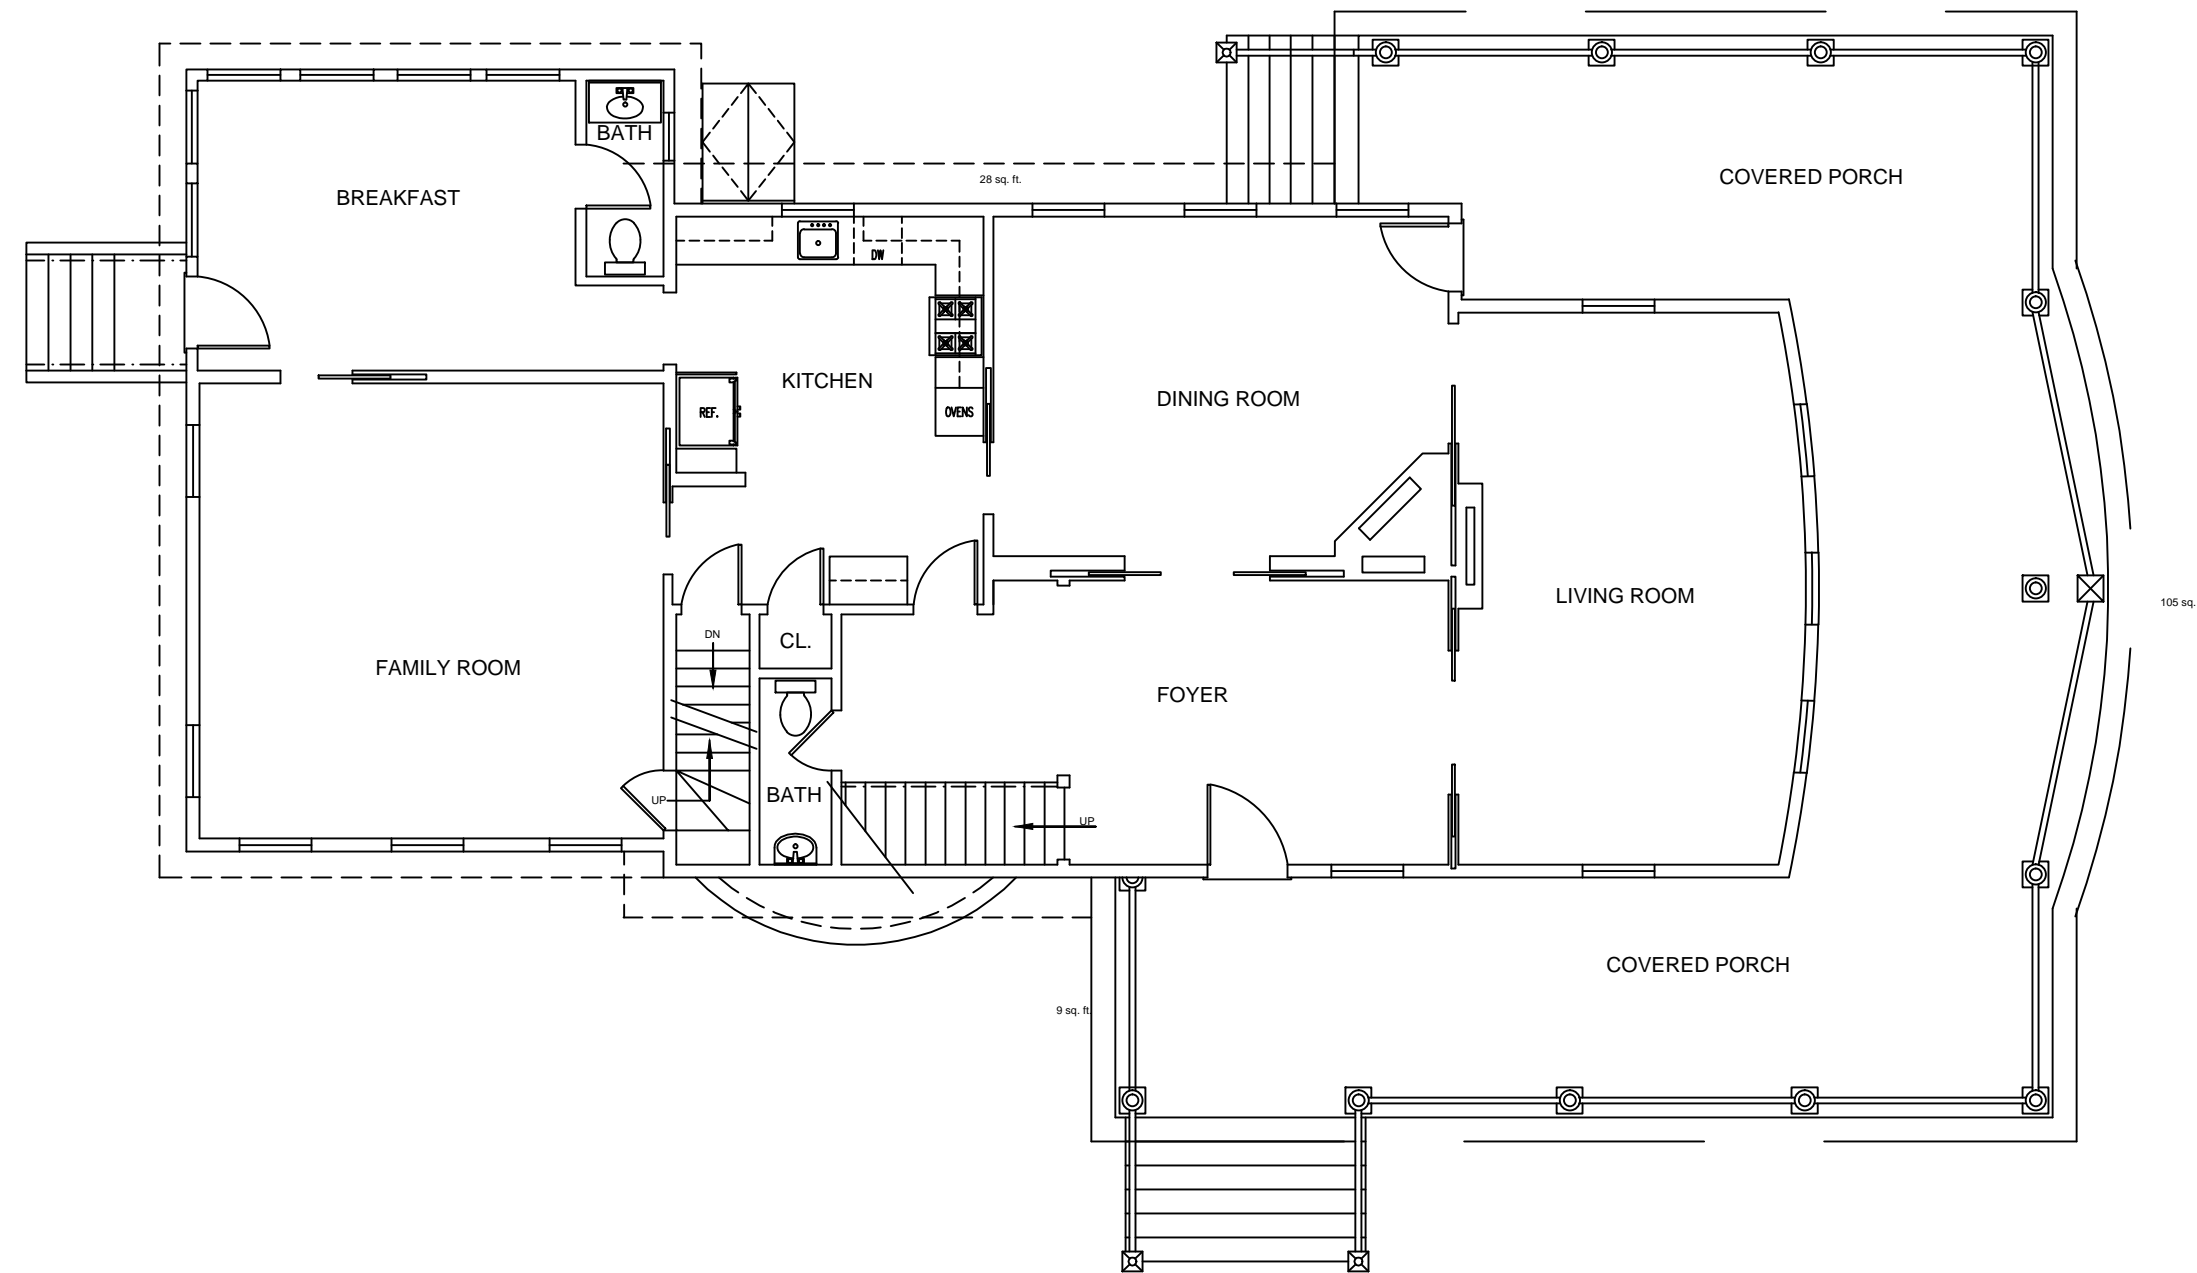 BATH
COVERED PORCH
28 sq. ft.
BREAKFAST
DW
KITCHEN
DINING ROOM
REF.
OVENS
LIVING ROOM
105 sq.
DN
CL.
FAMILY ROOM
FOYER
UP
BATH
UP
COVERED PORCH
9 sq. ft.